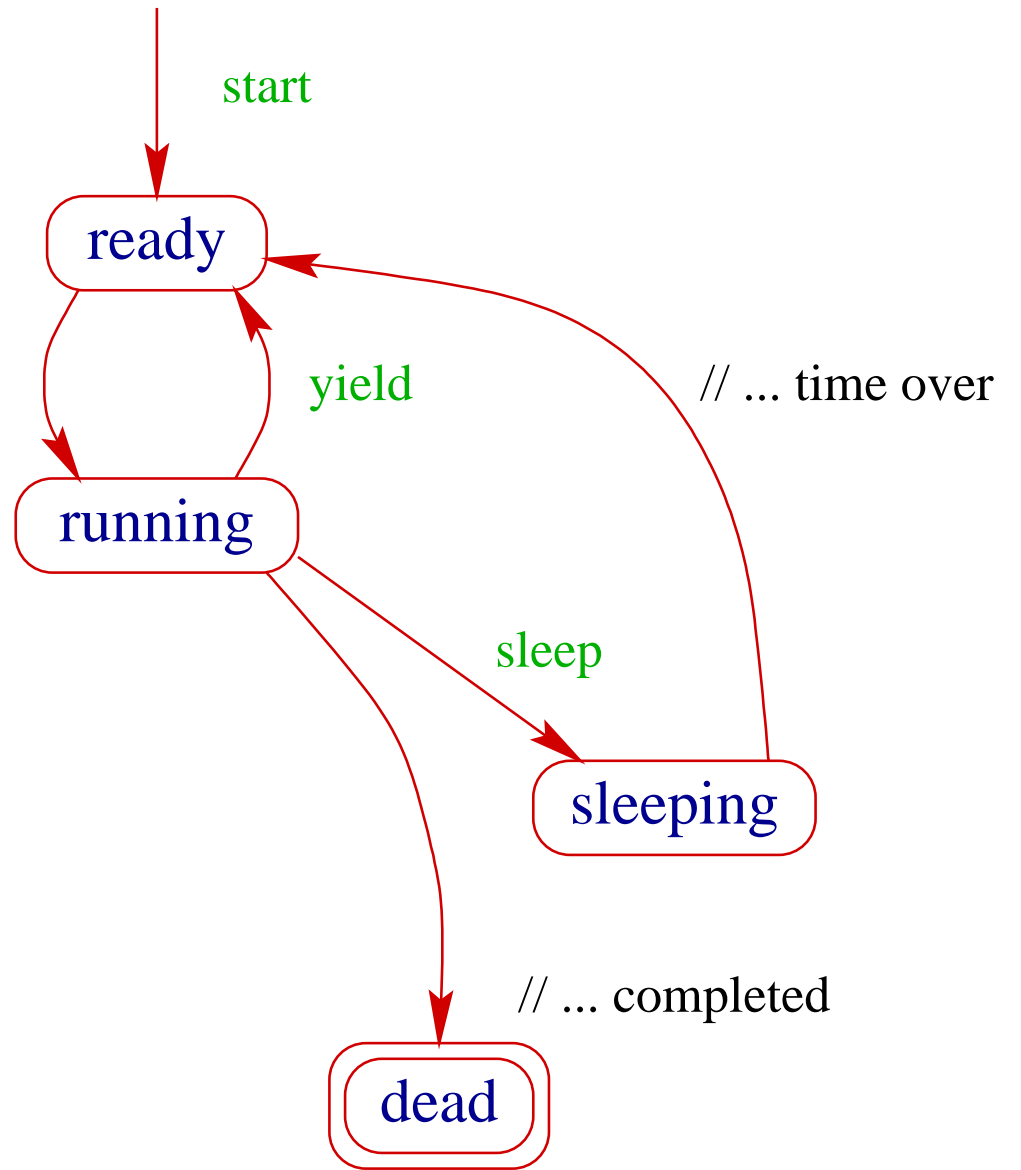 start
ready
yield
// ... time over
running
sleep
sleeping
// ... completed
dead